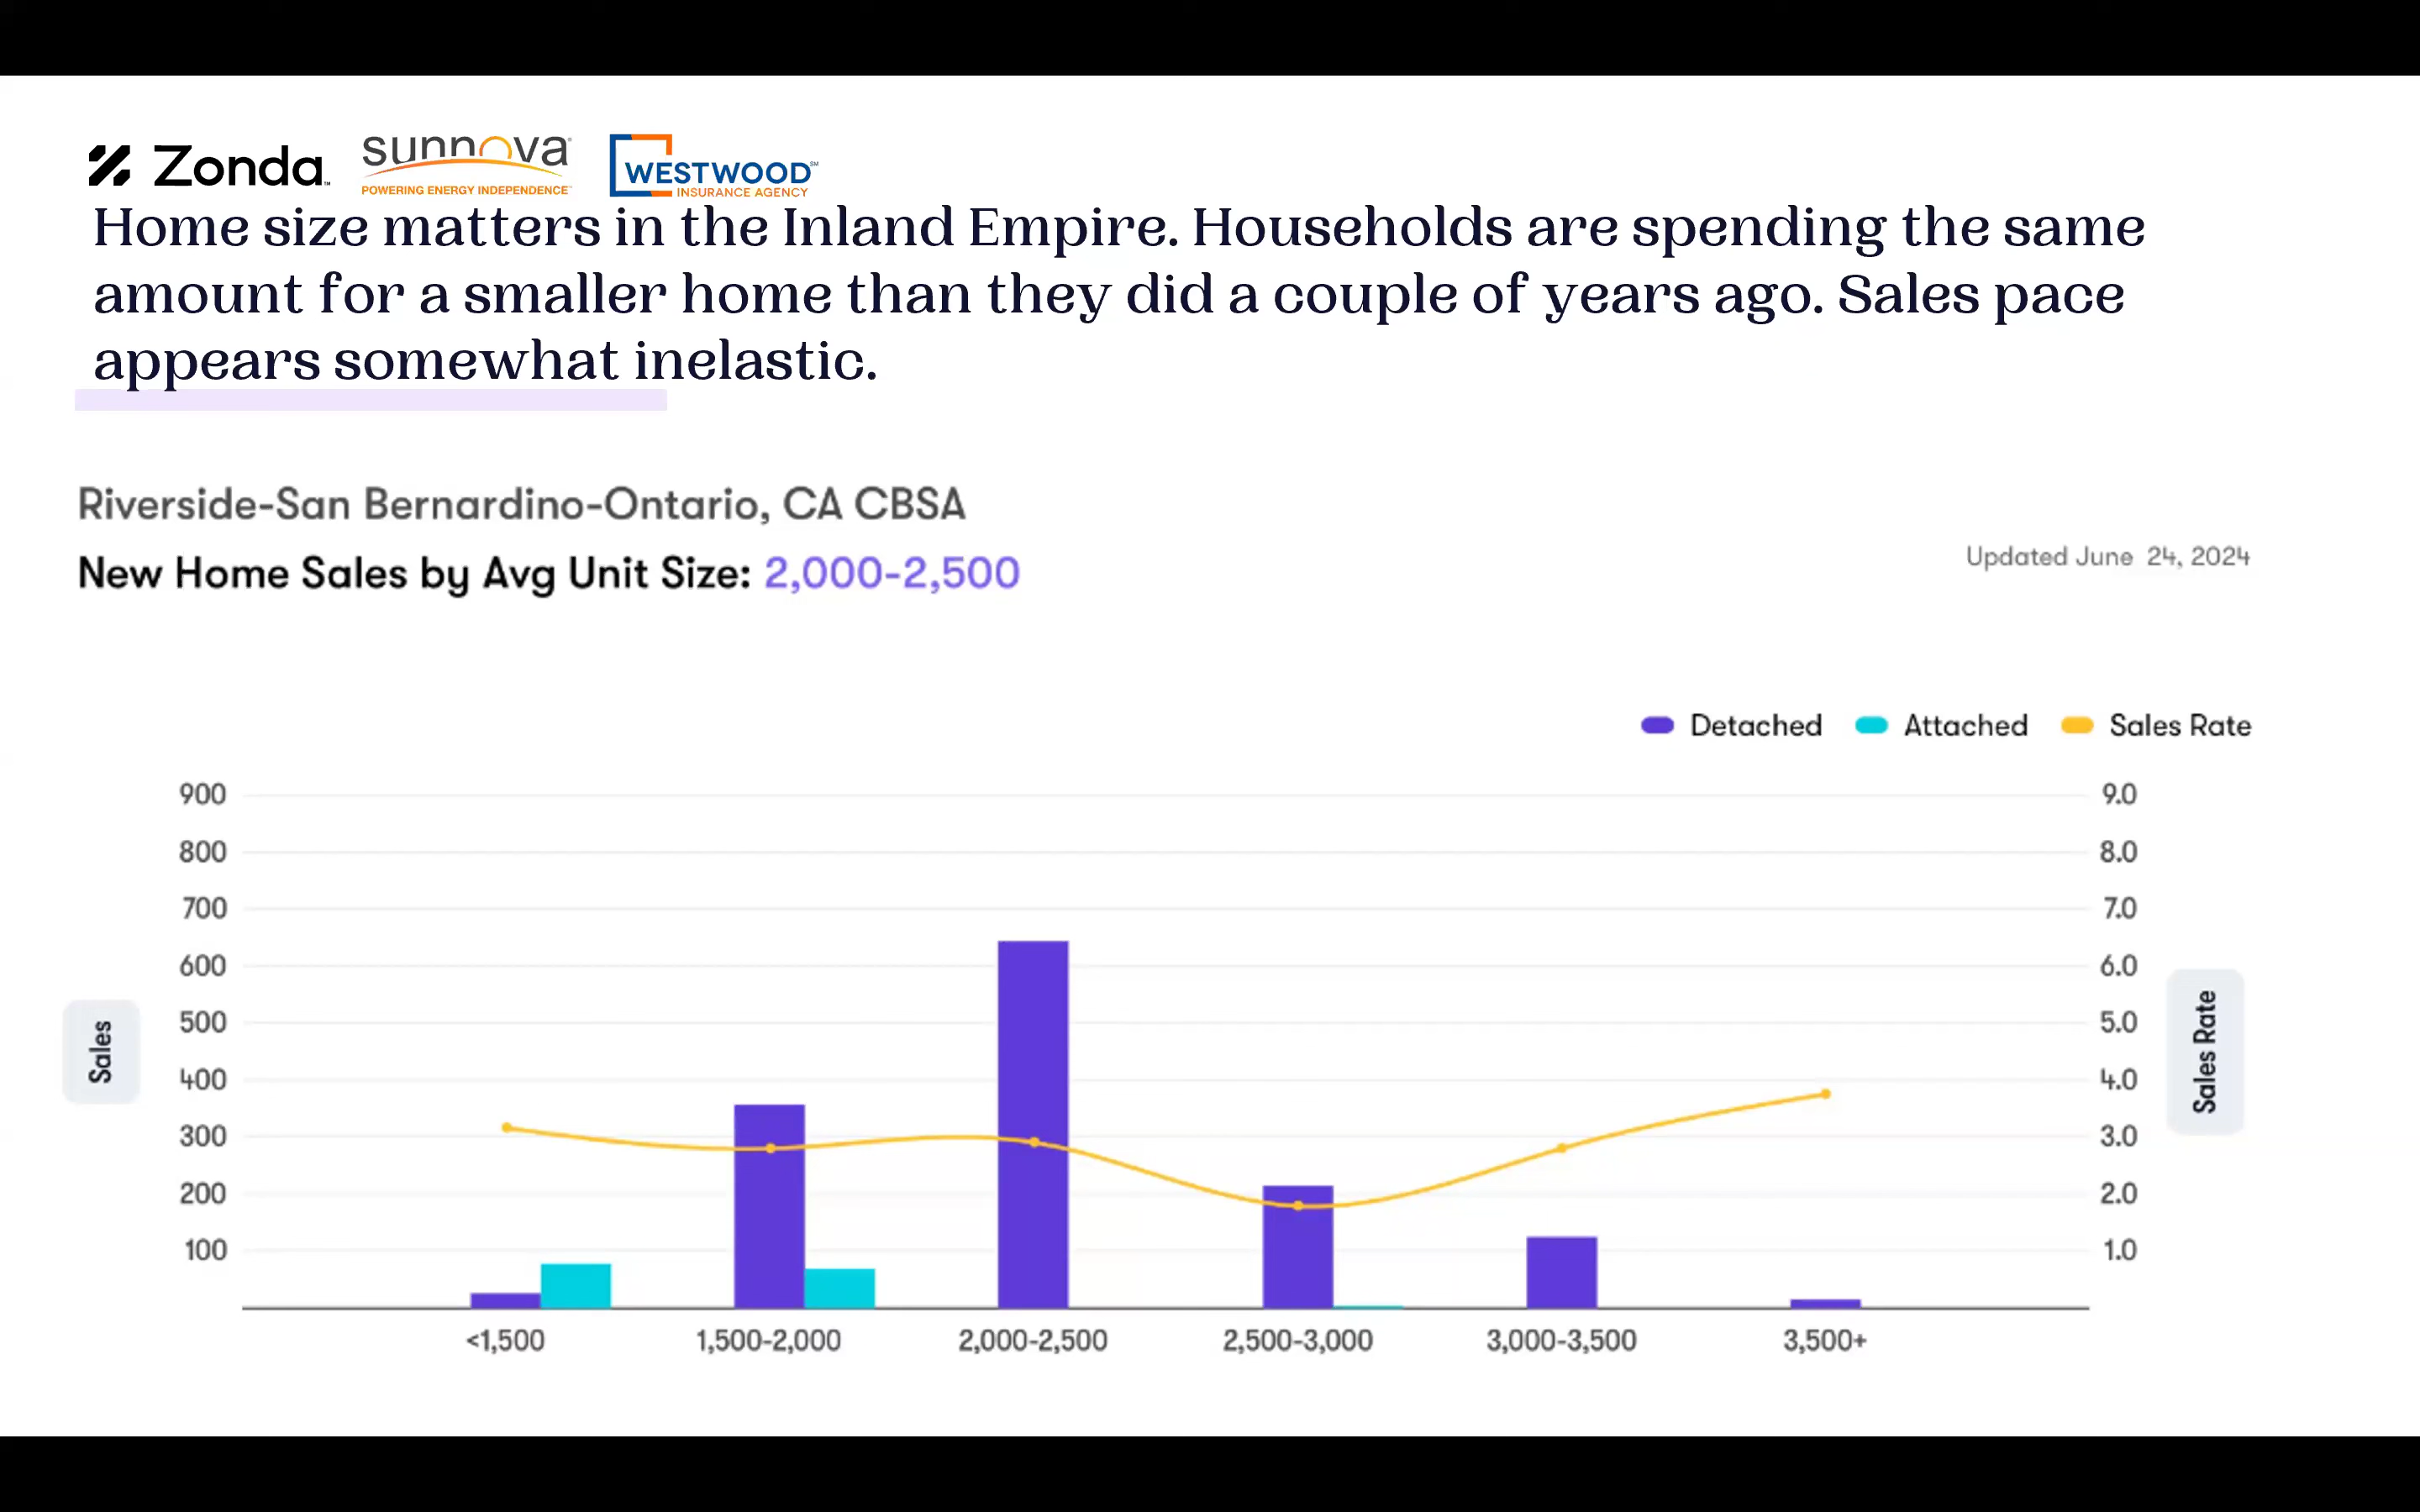 Zonda™
sunnova
POWERING ENERGY INDEPENDENCE™
WESTWOOD℠
INSURANCE AGENCY
Home size matters in the Inland Empire. Households are spending the same
amount for a smaller home than they did a couple of years ago. Sales pace
appears somewhat inelastic.
Riverside-San Bernardino-Ontario, CA CBSA
New Home Sales by Avg Unit Size: 2,000-2,500
Updated June 24, 2024
Detached Attached Sales Rate
900 9.0
800 8.0
700 7.0
600 6.0
500 5.0
400 4.0
300 3.0
200 2.0
100 1.0
Sales
Sales Rate
<1,500 1,500-2,000 2,000-2,500 2,500-3,000 3,000-3,500 3,500+